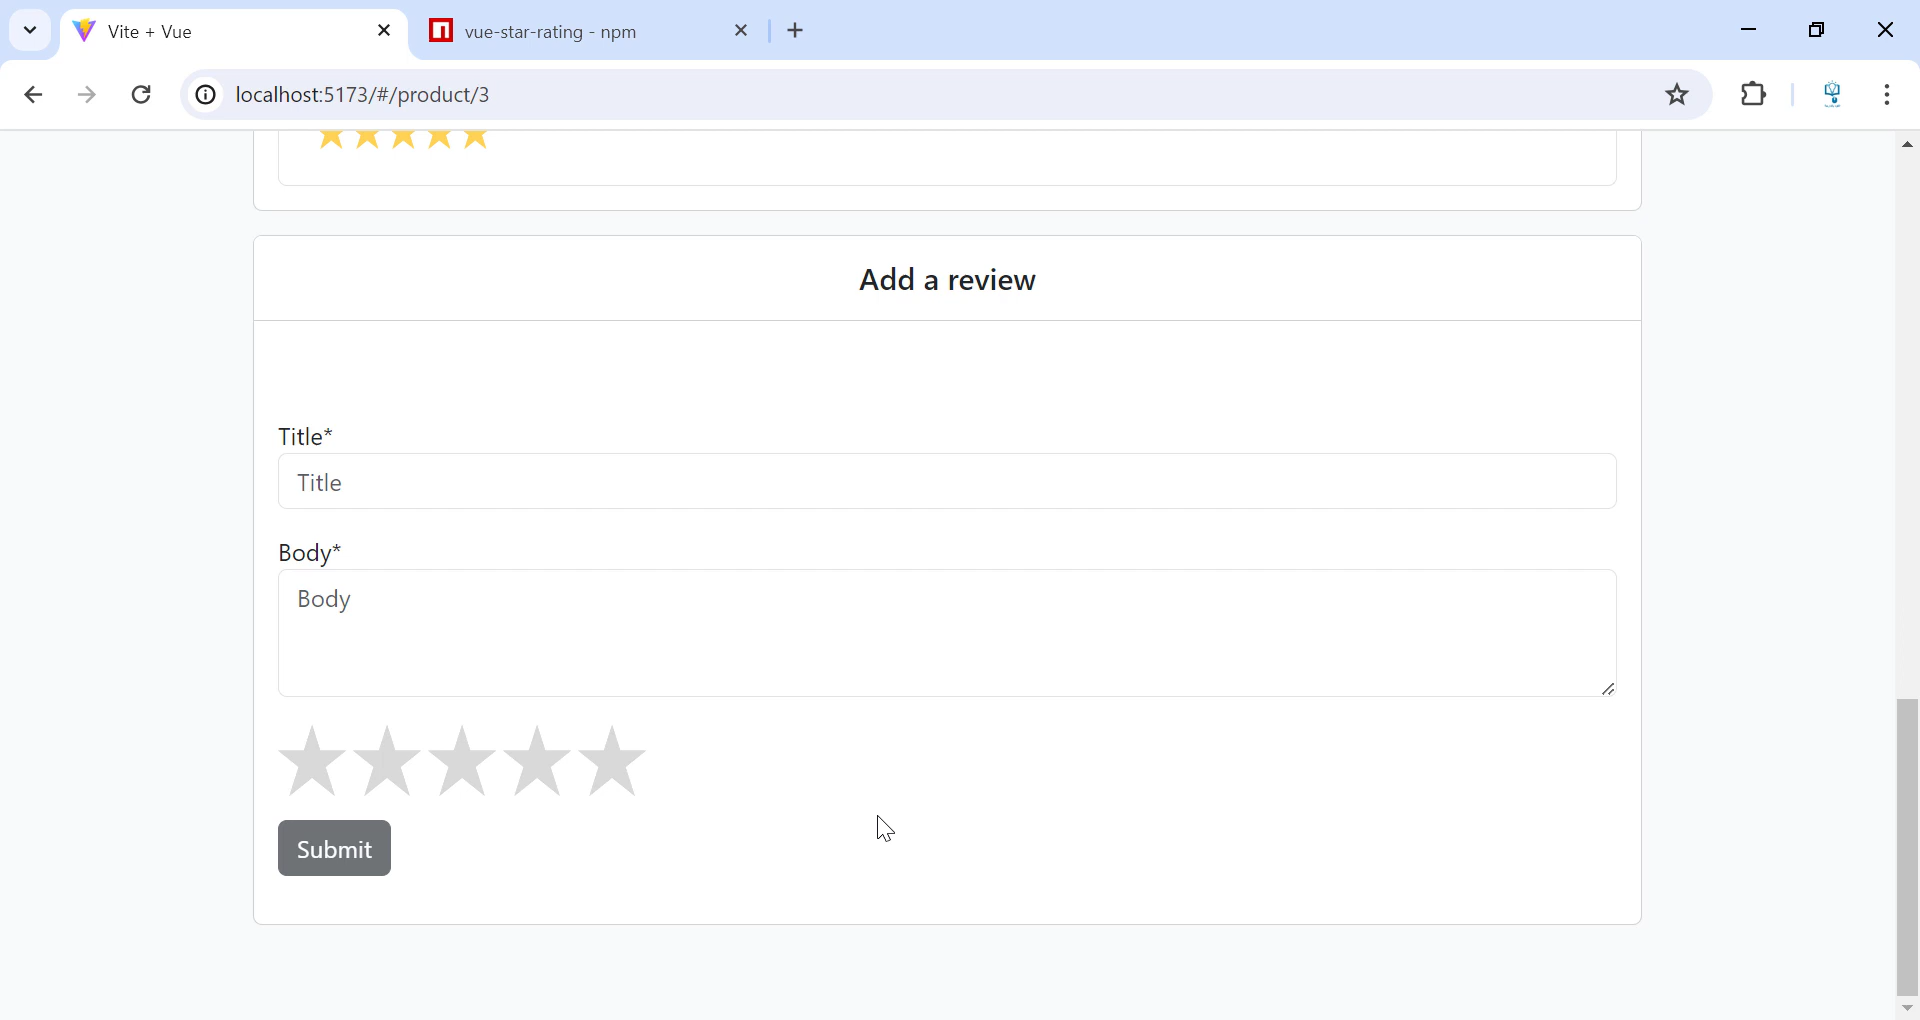 Vite + Vue
vue-star-rating - npm
localhost:5173/#/product/3
Add a review
Title*
Title
Body*
Body
Submit